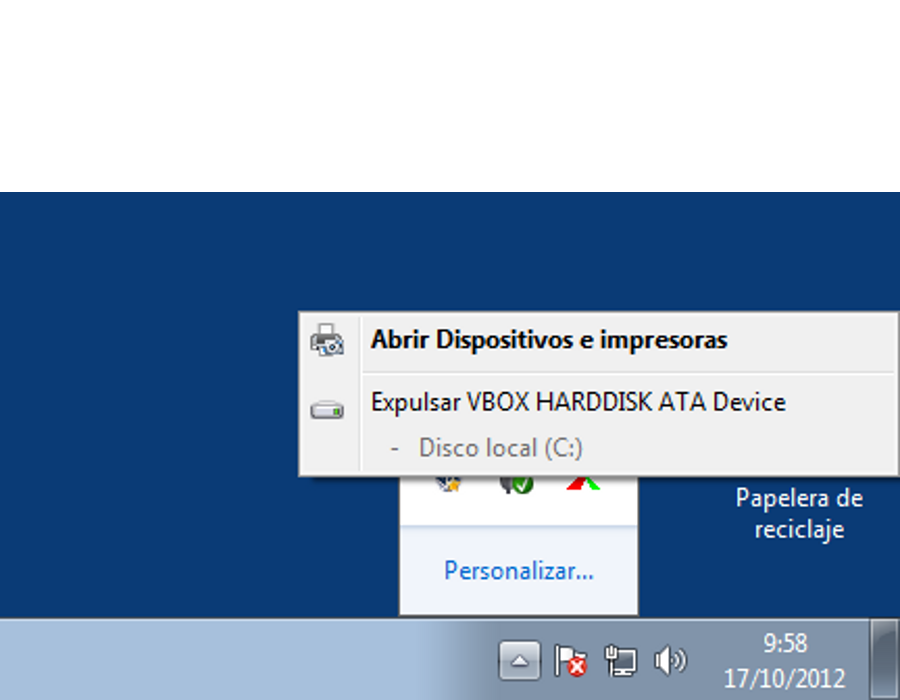 Abrir Dispositivos e impresoras
Expulsar VBOX HARDDISK ATA Device
- Disco local (C:)
Papelera de
reciclaje
Personalizar...
9:58
17/10/2012